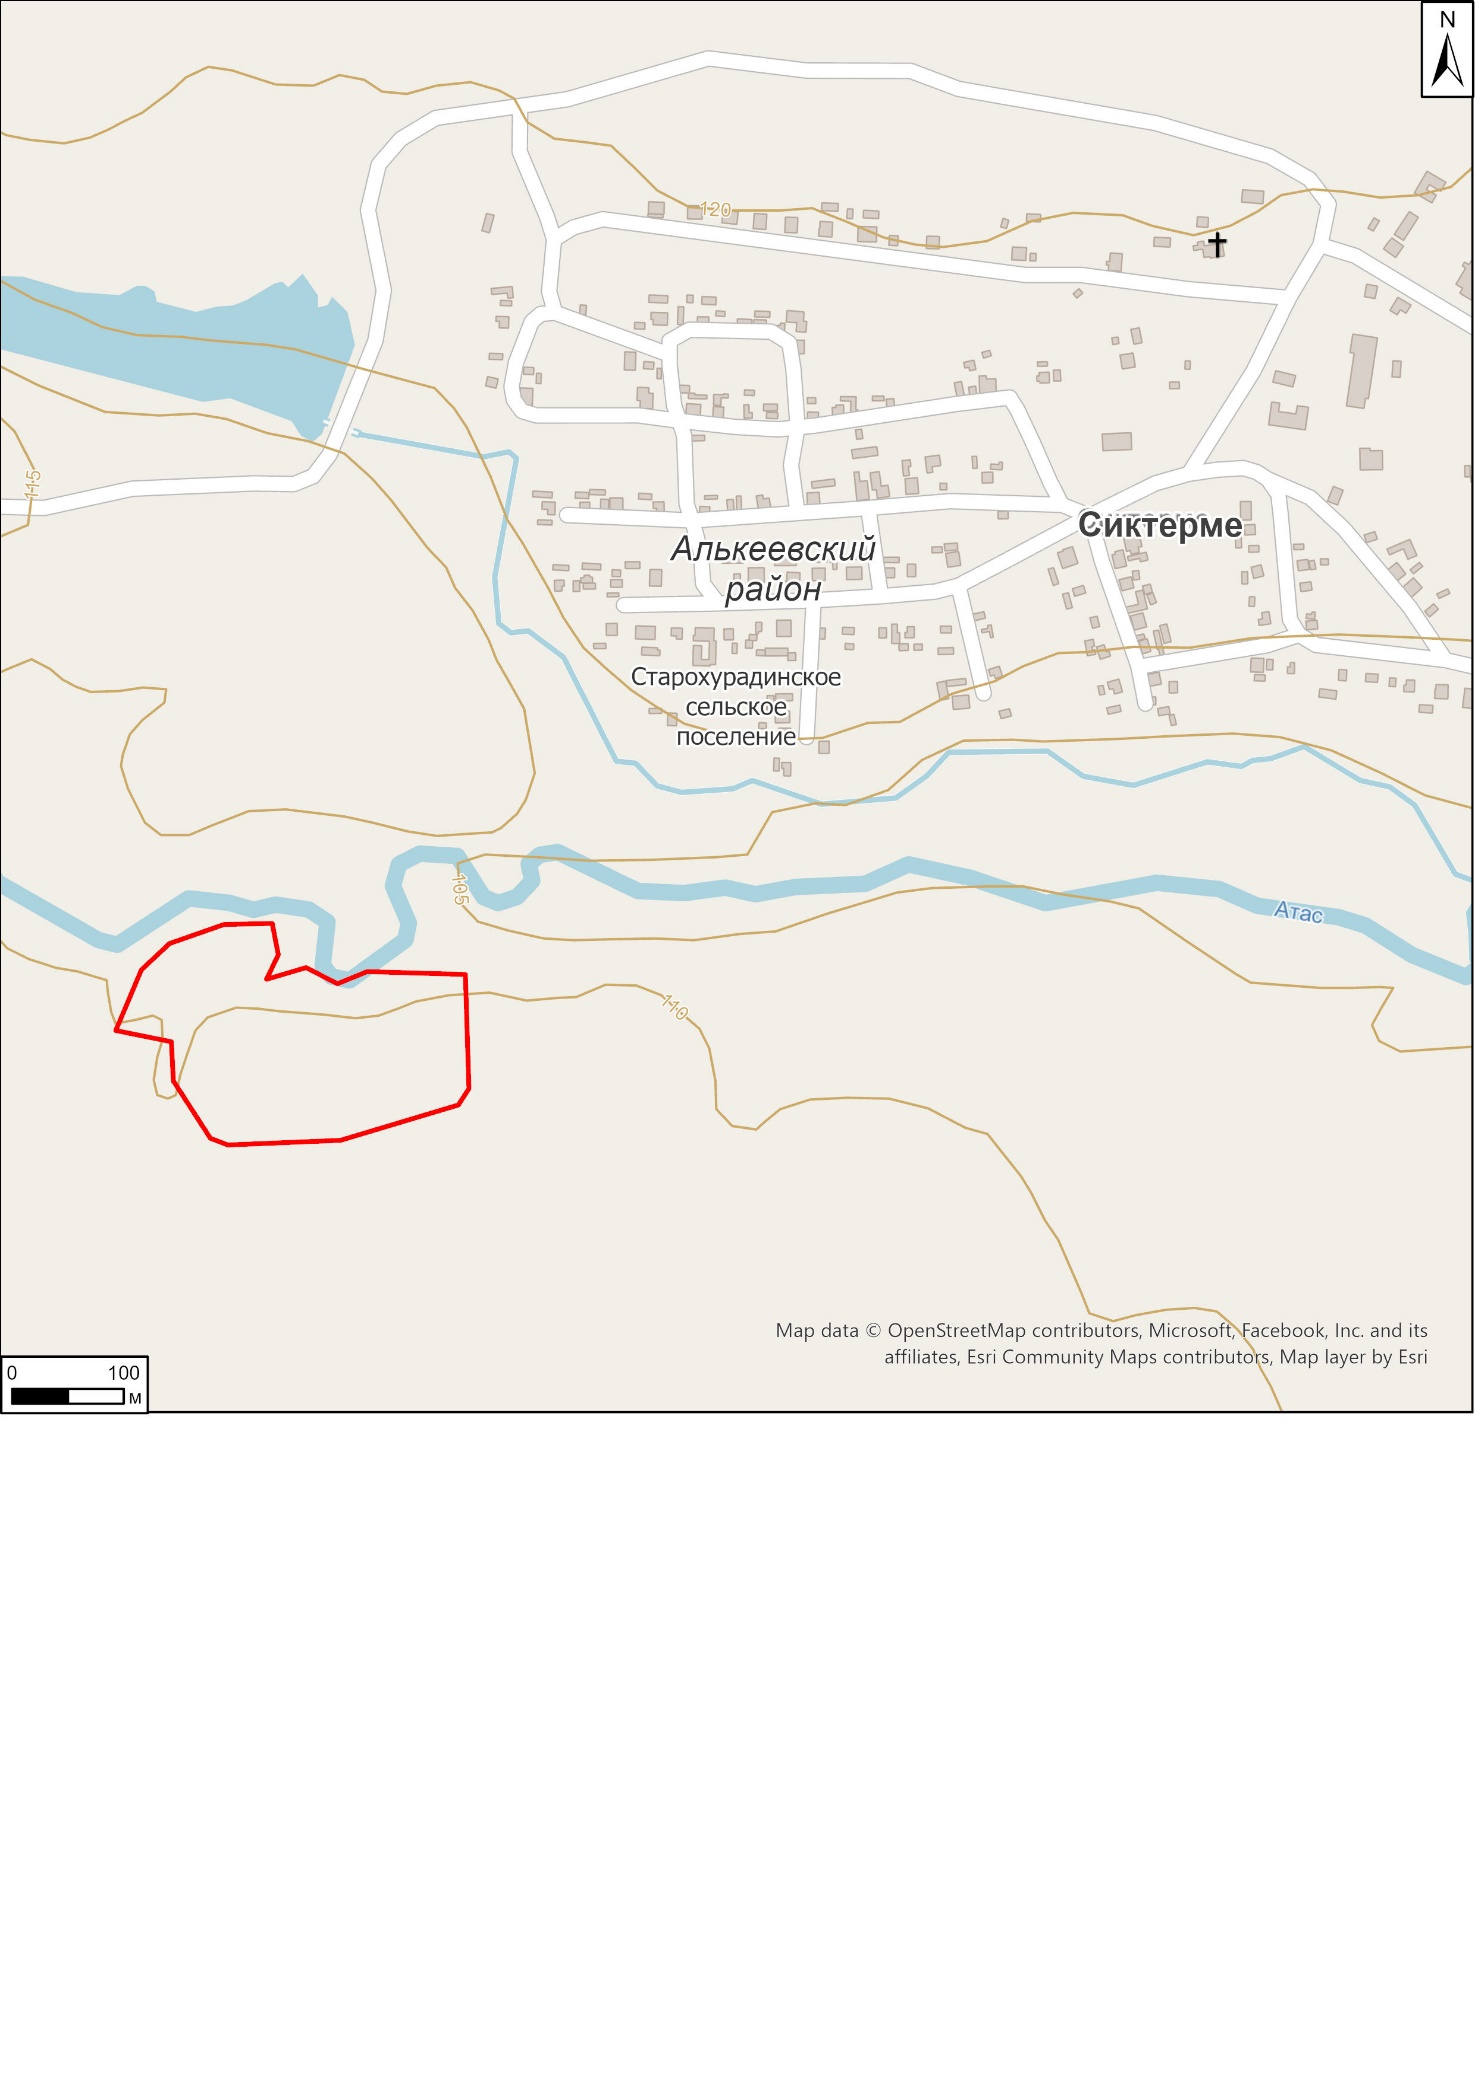 N
120
115
Сиктерме
Алькеевский
район
Старохурадинское
сельское
поселение
105
Атас
110
Map data © OpenStreetMap contributors, Microsoft, Facebook, Inc. and its
affiliates, Esri Community Maps contributors, Map layer by Esri
0 100
м